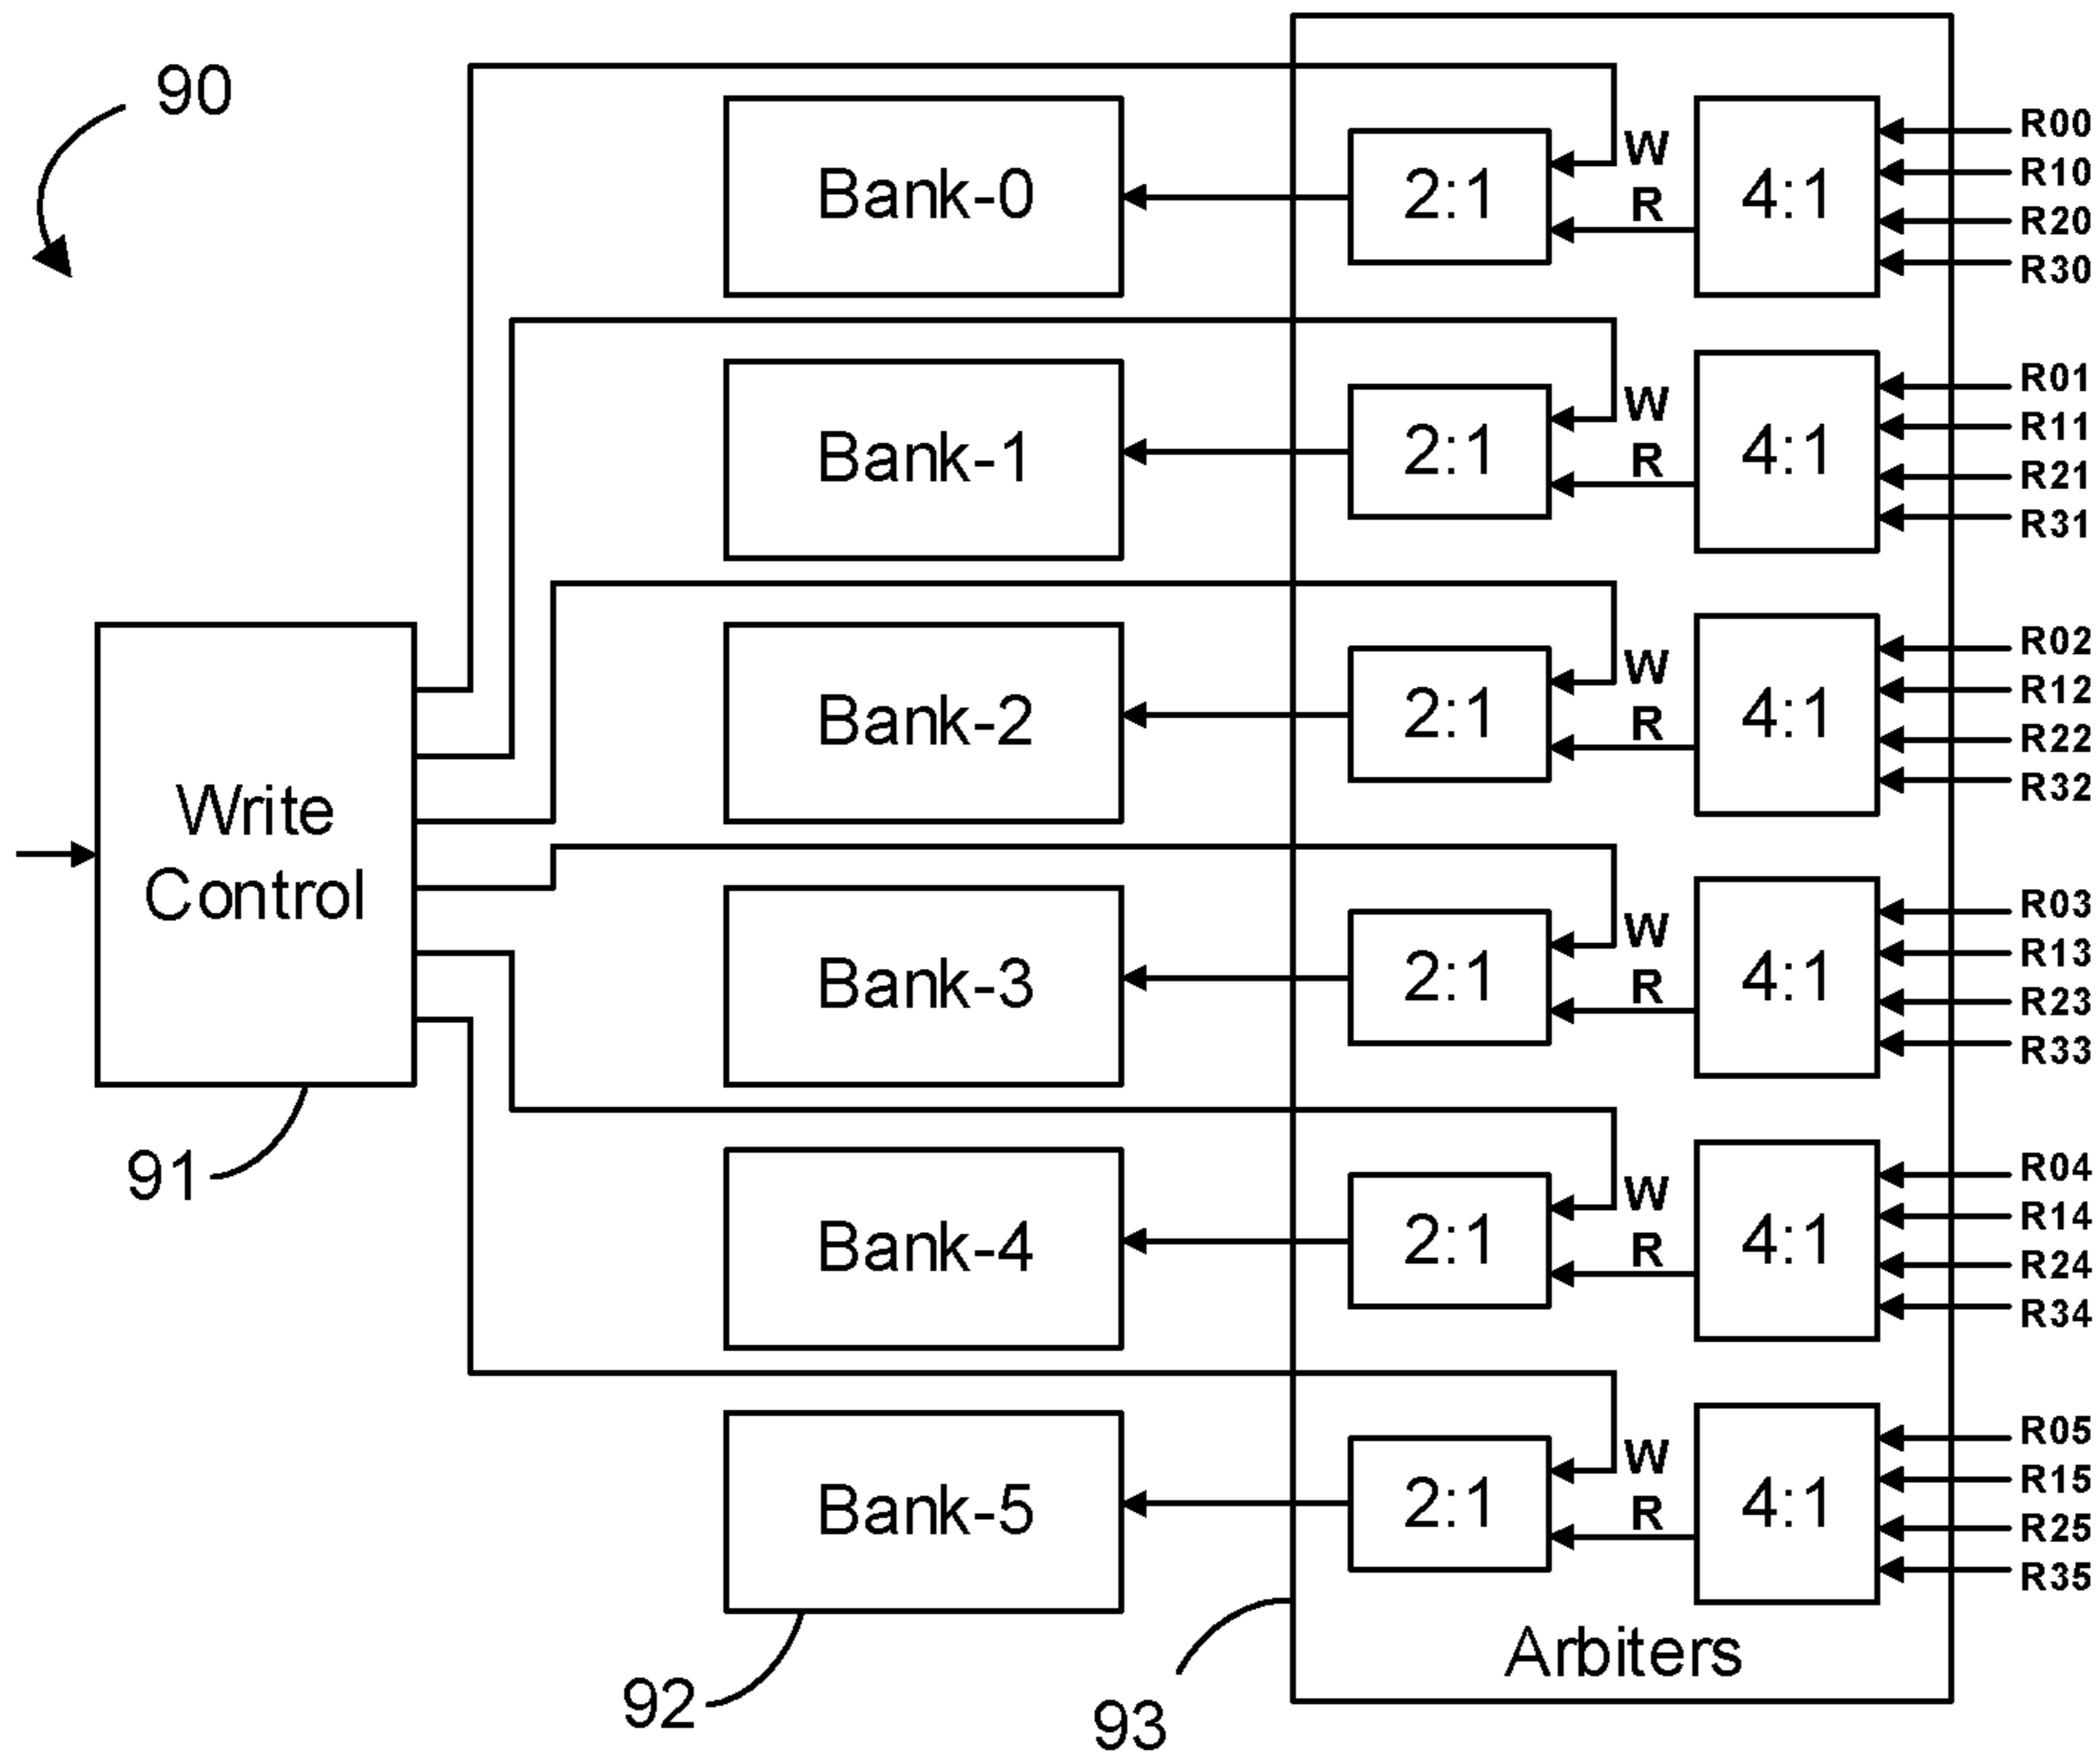 90
Bank-0
2:1
W
R
4:1
R00
R10
R20
R30
Bank-1
2:1
W
R
4:1
R01
R11
R21
R31
Bank-2
2:1
W
R
4:1
R02
R12
R22
R32
Write
Control
91
Bank-3
2:1
W
R
4:1
R03
R13
R23
R33
Bank-4
2:1
W
R
4:1
R04
R14
R24
R34
Bank-5
2:1
W
R
4:1
R05
R15
R25
R35
Arbiters
92
93